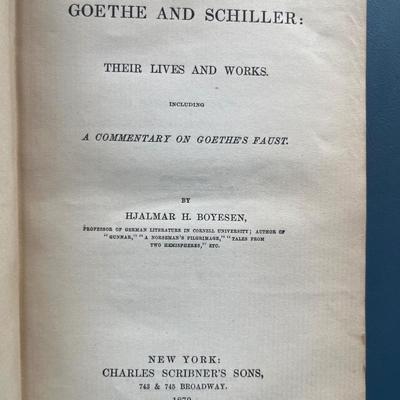 GOETHE AND SCHILLER:
THEIR LIVES AND WORKS.
INCLUDING
A COMMENTARY ON GOETHE'S FAUST.
BY
HJALMAR H. BOYESEN,
PROFESSOR OF GERMAN LITERATURE IN CORNELL UNIVERSITY; AUTHOR OF
"GUNNAR," "A NORSEMAN'S PILGRIMAGE," "TALES FROM
TWO HEMISPHERES," ETC.
NEW YORK:
CHARLES SCRIBNER'S SONS,
743 & 745 BROADWAY.
1879